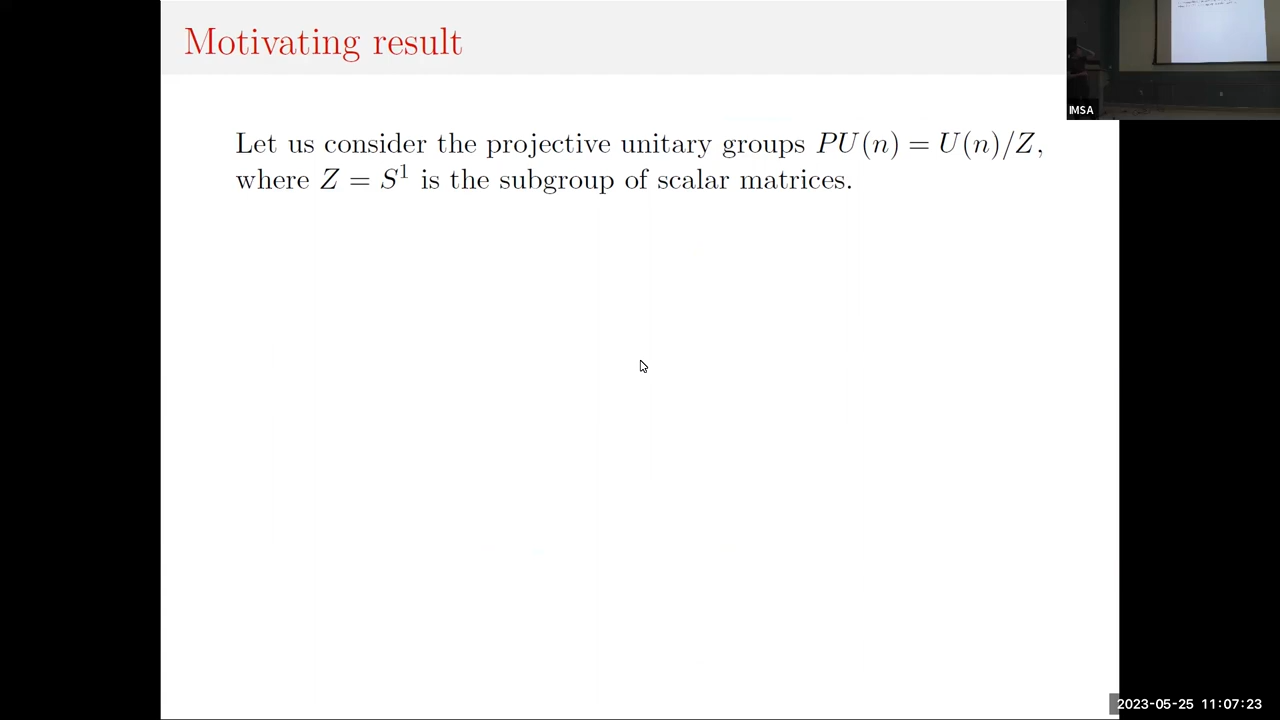 Motivating result
IMSA
Let us consider the projective unitary groups PU(n) = U(n)/Z,
where Z = S¹ is the subgroup of scalar matrices.
2023-05-25 11:07:23